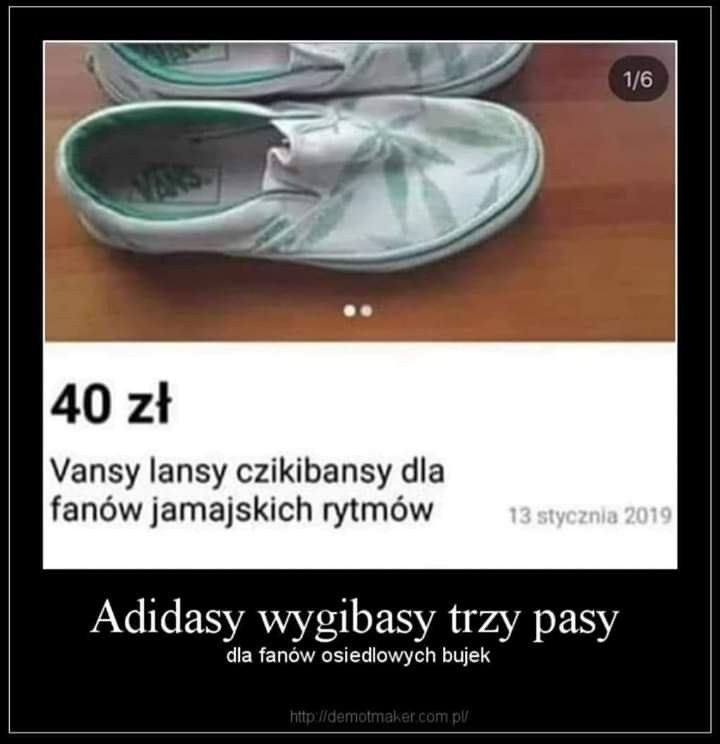 VANS
1/6
VANS
40 zł
Vansy lansy czikibansy dla
fanów jamajskich rytmów
13 stycznia 2019
Adidasy wygibasy trzy pasy
dla fanów osiedlowych bujek
http://demotmaker.com.pl/